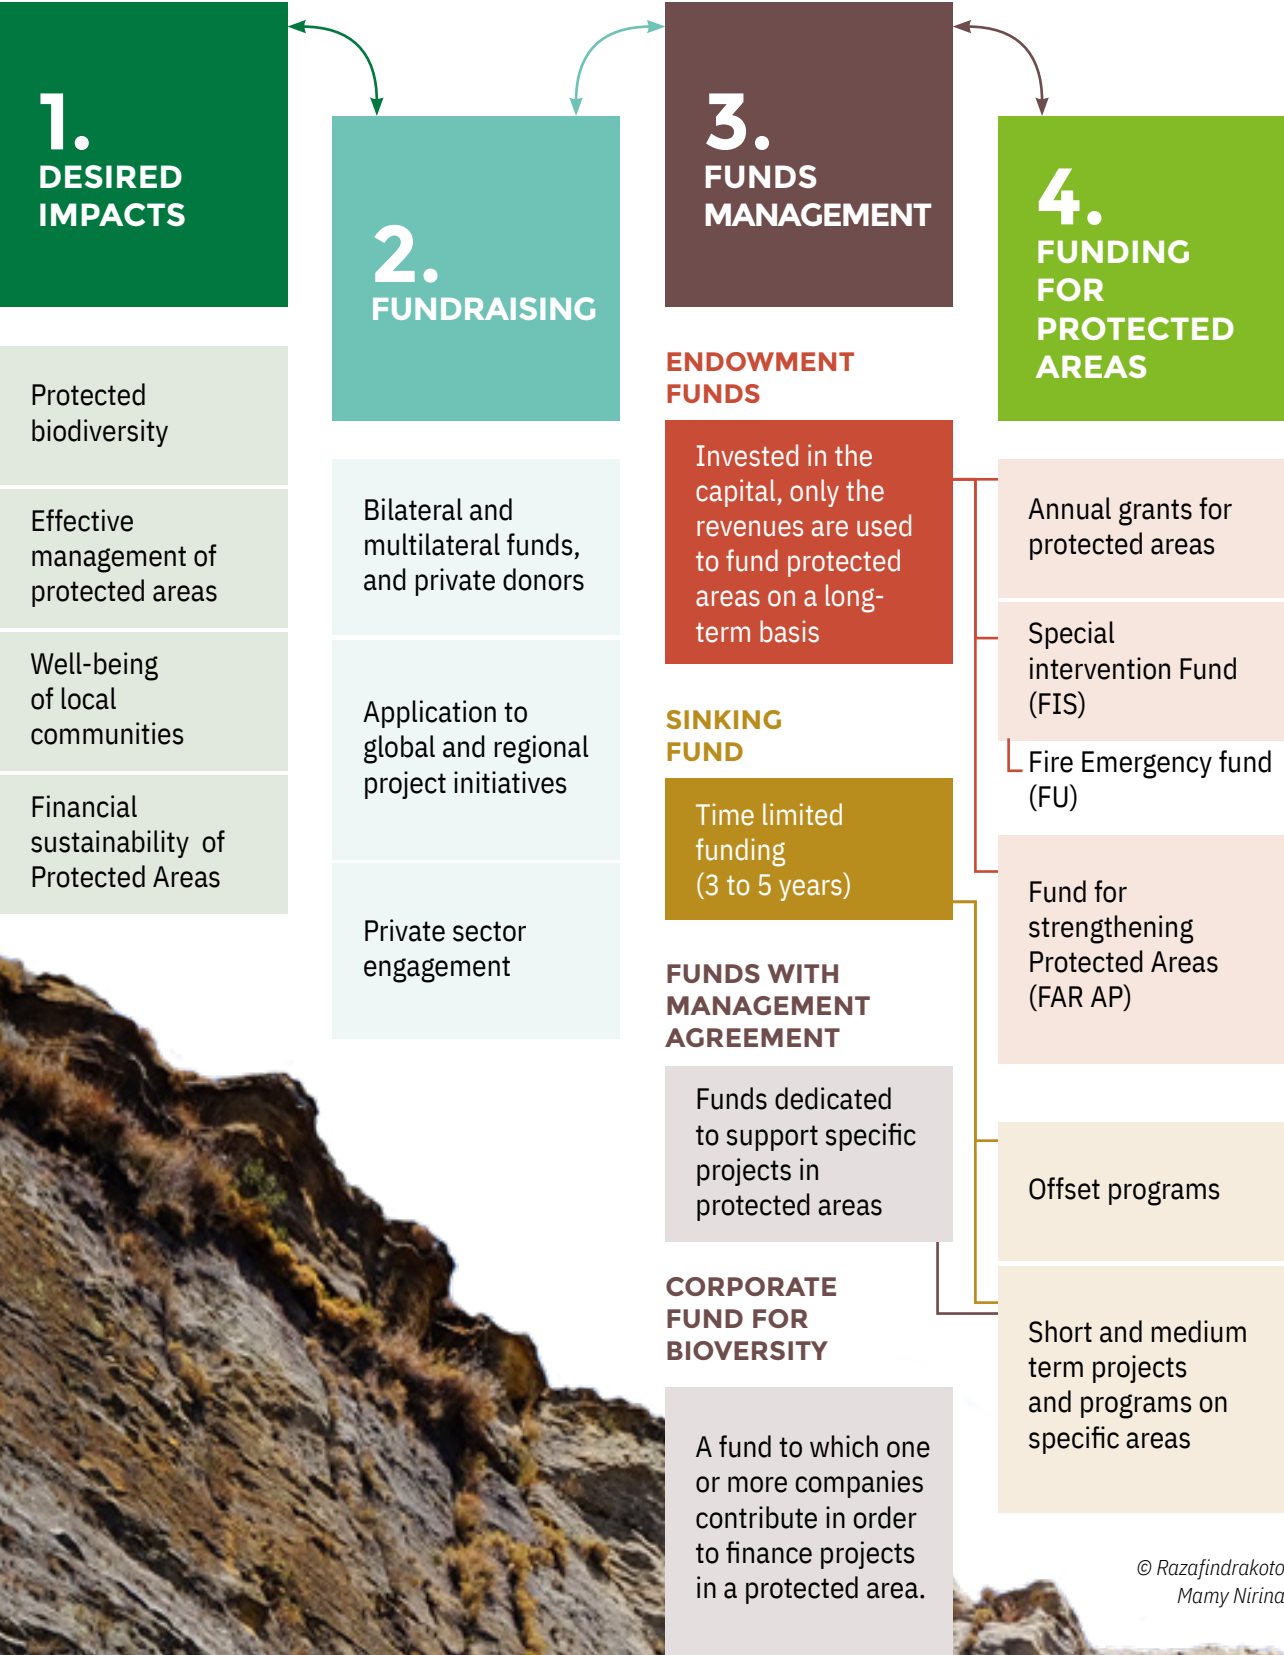 1.
DESIRED
IMPACTS
Protected
biodiversity
Effective
management of
protected areas
Well-being
of local
communities
Financial
sustainability of
Protected Areas
2.
FUNDRAISING
Bilateral and
multilateral funds,
and private donors
Application to
global and regional
project initiatives
Private sector
engagement
3.
FUNDS
MANAGEMENT
ENDOWMENT
FUNDS
Invested in the
capital, only the
revenues are used
to fund protected
areas on a long-
term basis
SINKING
FUND
Time limited
funding
(3 to 5 years)
FUNDS WITH
MANAGEMENT
AGREEMENT
Funds dedicated
to support specific
projects in
protected areas
CORPORATE
FUND FOR
BIOVERSITY
A fund to which one
or more companies
contribute in order
to finance projects
in a protected area.
4.
FUNDING
FOR
PROTECTED
AREAS
Annual grants for
protected areas
Special
intervention Fund
(FIS)
Fire Emergency fund
(FU)
Fund for
strengthening
Protected Areas
(FAR AP)
Offset programs
Short and medium
term projects
and programs on
specific areas
© Razafindrakoto
Mamy Nirina